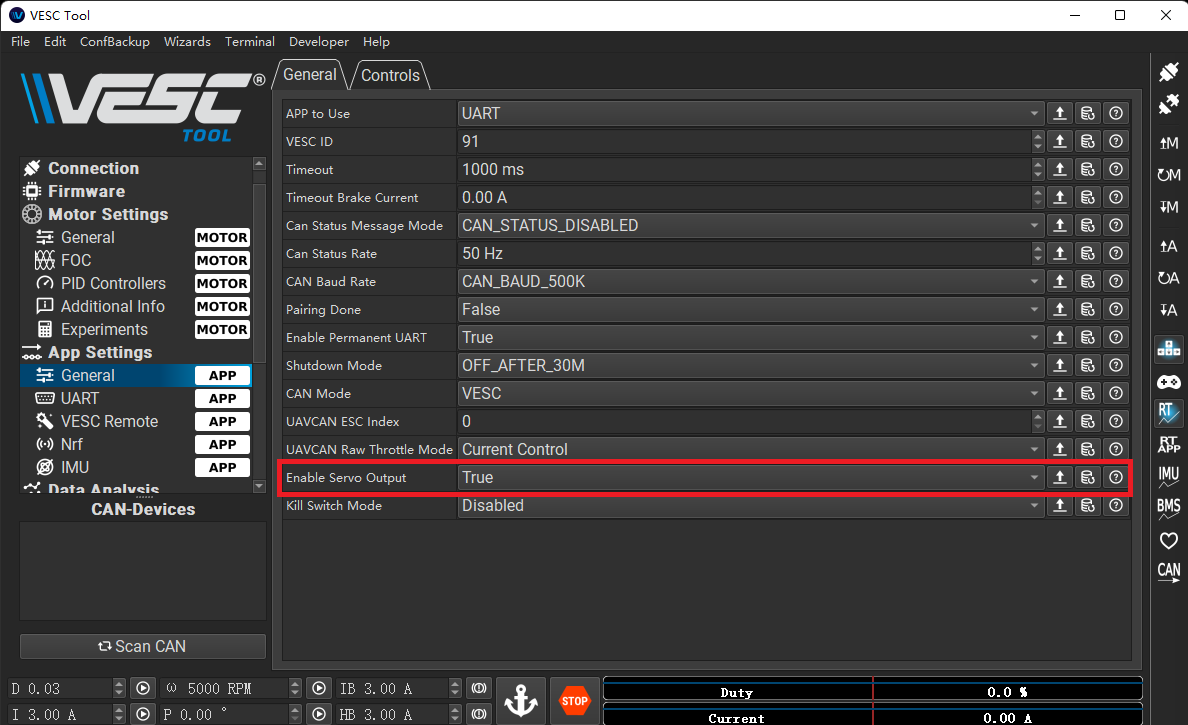 VESC Tool
File Edit ConfBackup Wizards Terminal Developer Help
VESC®
TOOL
Connection
Firmware
Motor Settings
General MOTOR
FOC MOTOR
PID Controllers MOTOR
Additional Info MOTOR
Experiments MOTOR
App Settings
General APP
UART APP
VESC Remote APP
Nrf APP
IMU APP
Data Analysis
CAN-Devices
Scan CAN
General Controls
APP to Use UART
VESC ID 91
Timeout 1000 ms
Timeout Brake Current 0.00 A
Can Status Message Mode CAN_STATUS_DISABLED
Can Status Rate 50 Hz
CAN Baud Rate CAN_BAUD_500K
Pairing Done False
Enable Permanent UART True
Shutdown Mode OFF_AFTER_30M
CAN Mode VESC
UAVCAN ESC Index 0
UAVCAN Raw Throttle Mode Current Control
Enable Servo Output True
Kill Switch Mode Disabled
M
M
M
A
A
A
RT
RT APP
IMU
BMS
CAN
D 0.03 ω 5000 RPM IB 3.00 A
I 3.00 A P 0.00 ° HB 3.00 A
STOP
Duty 0.0 %
Current 0.00 A